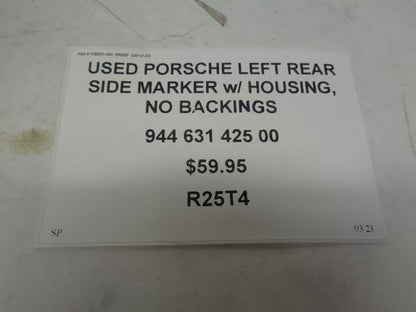 USED PORSCHE LEFT REAR
SIDE MARKER w/ HOUSING,
NO BACKINGS
944 631 425 00
$59.95
R25T4
SP
03 23